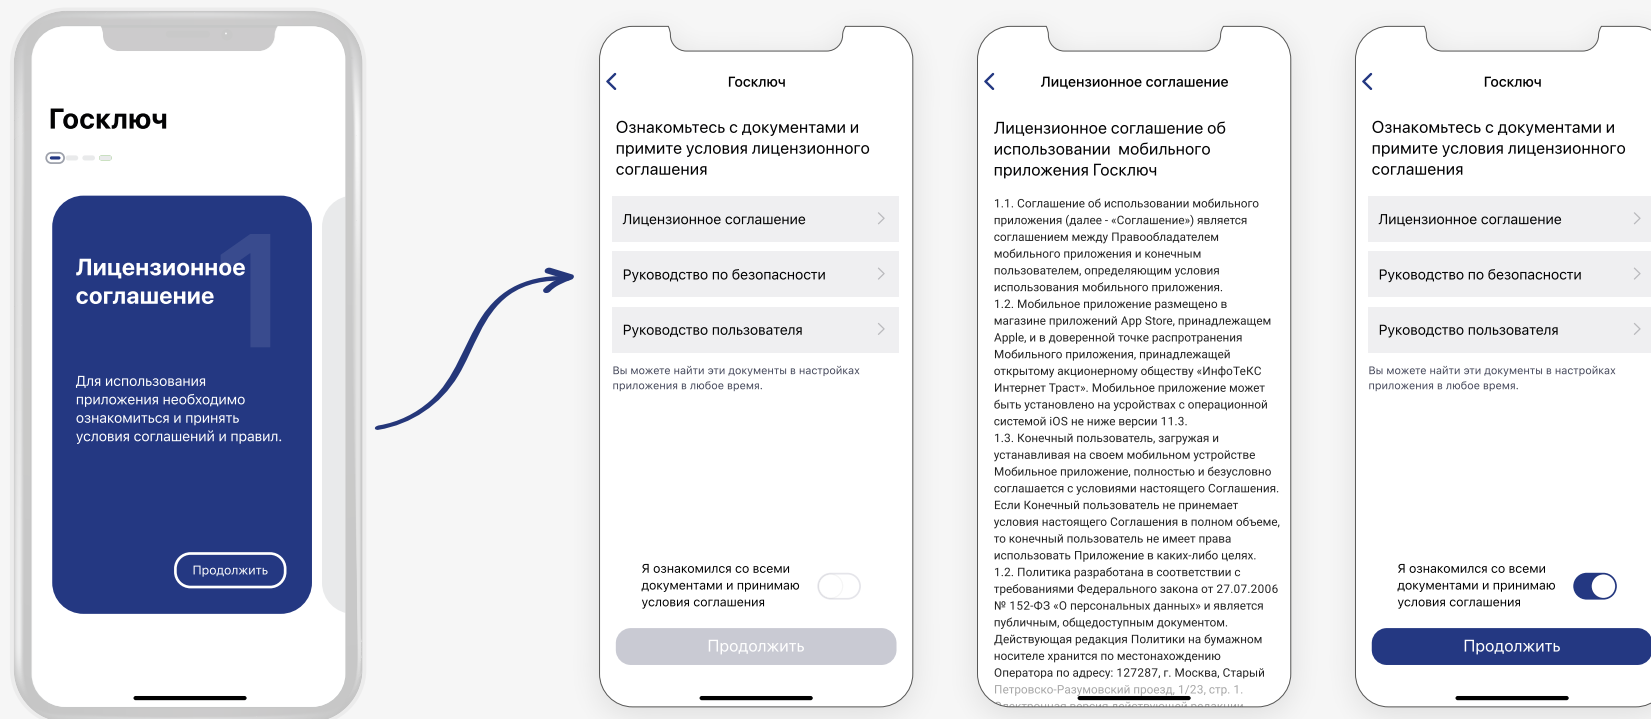 Госключ
1
Лицензионное
соглашение
Для использования
приложения необходимо
ознакомиться и принять
условия соглашений и правил.
Продолжить
Госключ
Ознакомьтесь с документами и
примите условия лицензионного
соглашения
Лицензионное соглашение
Руководство по безопасности
Руководство пользователя
Вы можете найти эти документы в настройках
приложения в любое время.
Я ознакомился со всеми
документами и принимаю
условия соглашения
Продолжить
Лицензионное соглашение
Лицензионное соглашение об
использовании мобильного
приложения Госключ
1.1. Соглашение об использовании мобильного
приложения (далее - «Соглашение») является
соглашением между Правообладателем
мобильного приложения и конечным
пользователем, определяющим условия
использования мобильного приложения.
1.2. Мобильное приложение размещено в
магазине приложений App Store, принадлежащем
Apple, и в доверенной точке распротранения
Мобильного приложения, принадлежащей
открытому акционерному обществу «ИнфоТеКС
Интернет Траст». Мобильное приложение может
быть установлено на усройствах с операционной
системой iOS не ниже версии 11.3.
1.3. Конечный пользователь, загружая и
устанавливая на своем мобильном устройстве
Мобильное приложение, полностью и безусловно
соглашается с условиями настоящего Соглашения.
Если Конечный пользователь не принемает
условия настоящего Соглашения в полном объеме,
то конечный пользователь не имеет права
использовать Приложение в каких-либо целях.
1.2. Политика разработана в соответствии с
требованиями Федерального закона от 27.07.2006
№ 152-ФЗ «О персональных данных» и является
публичным, общедоступным документом.
Действующая редакция Политики на бумажном
носителе хранится по местонахождению
Оператора по адресу: 127287, г. Москва, Старый
Петровско-Разумовский проезд, 1/23, стр. 1.
Госключ
Ознакомьтесь с документами и
примите условия лицензионного
соглашения
Лицензионное соглашение
Руководство по безопасности
Руководство пользователя
Вы можете найти эти документы в настройках
приложения в любое время.
Я ознакомился со всеми
документами и принимаю
условия соглашения
Продолжить